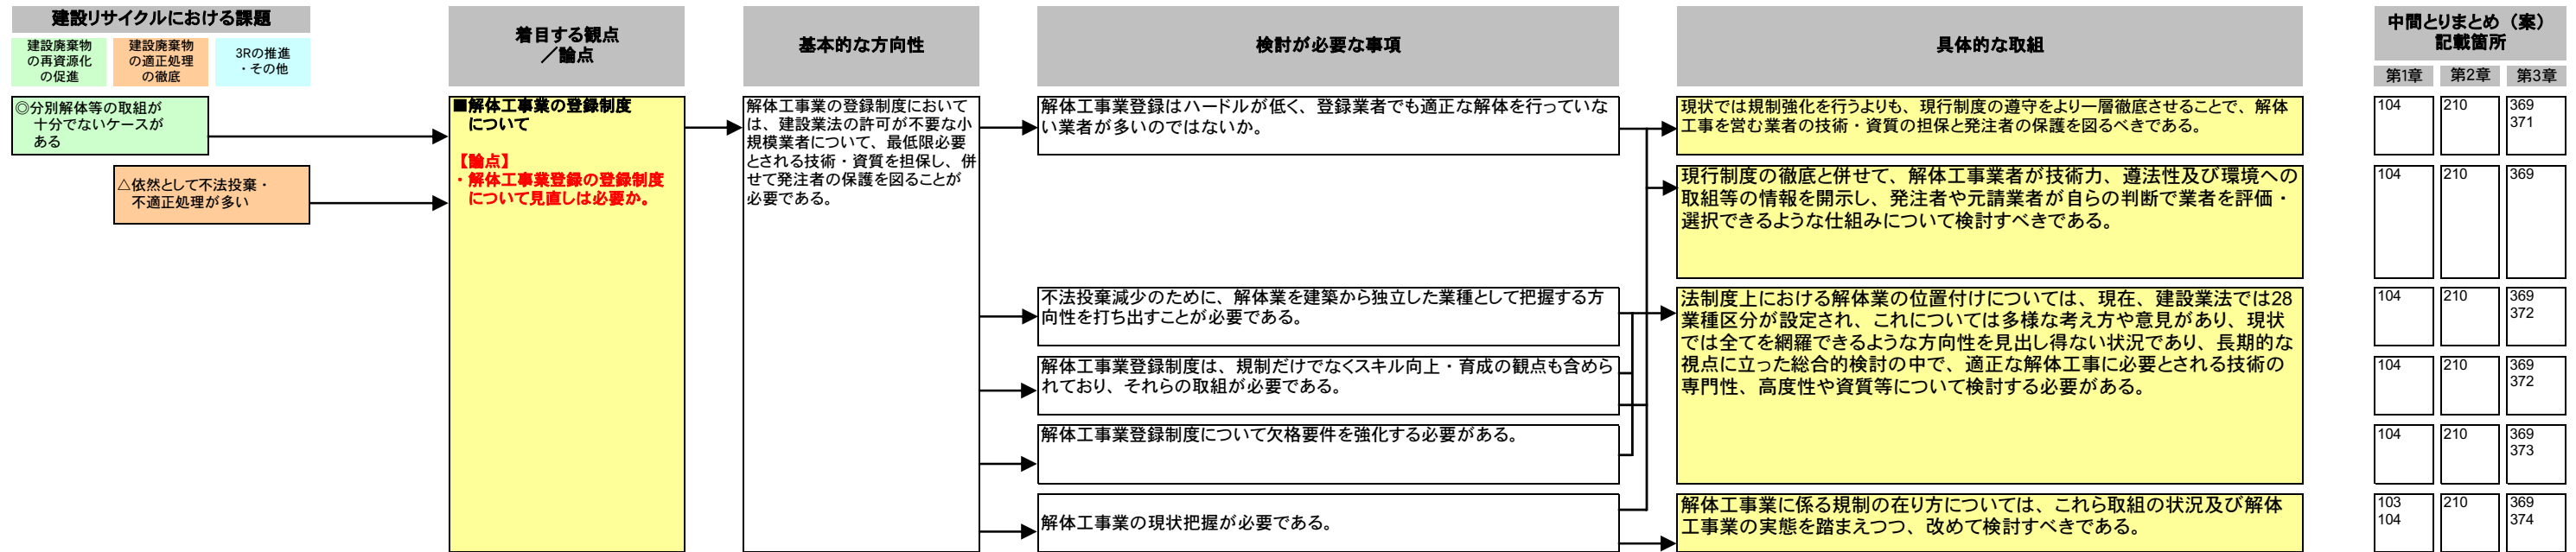 建設リサイクルにおける課題
建設廃棄物
の再資源化
の促進
建設廃棄物
の適正処理
の徹底
3Rの推進
・その他
着目する観点
／論点
基本的な方向性
検討が必要な事項
具体的な取組
中間とりまとめ（案）
記載箇所
第1章
第2章
第3章
◎分別解体等の取組が
十分でないケースが
ある
△依然として不法投棄・
不適正処理が多い
■解体工事業の登録制度
について
【論点】
・解体工事業登録の登録制度
について見直しは必要か。
解体工事業の登録制度において
は、建設業法の許可が不要な小
規模業者について、最低限必要
とされる技術・資質を担保し、併
せて発注者の保護を図ることが
必要である。
解体工事業登録はハードルが低く、登録業者でも適正な解体を行っていな
い業者が多いのではないか。
不法投棄減少のために、解体業を建築から独立した業種として把握する方
向性を打ち出すことが必要である。
解体工事業登録制度は、規制だけでなくスキル向上・育成の観点も含めら
れており、それらの取組が必要である。
解体工事業登録制度について欠格要件を強化する必要がある。
解体工事業の現状把握が必要である。
現状では規制強化を行うよりも、現行制度の遵守をより一層徹底させることで、解体
工事を営む業者の技術・資質の担保と発注者の保護を図るべきである。
現行制度の徹底と併せて、解体工事業者が技術力、遵法性及び環境への
取組等の情報を開示し、発注者や元請業者が自らの判断で業者を評価・
選択できるような仕組みについて検討すべきである。
法制度上における解体業の位置付けについては、現在、建設業法では28
業種区分が設定され、これについては多様な考え方や意見があり、現状
では全てを網羅できるような方向性を見出し得ない状況であり、長期的な
視点に立った総合的検討の中で、適正な解体工事に必要とされる技術の
専門性、高度性や資質等について検討する必要がある。
解体工事業に係る規制の在り方については、これら取組の状況及び解体
工事業の実態を踏まえつつ、改めて検討すべきである。
104
210
369
371
104
210
369
104
210
369
372
104
210
369
372
104
210
369
373
103
104
210
369
374